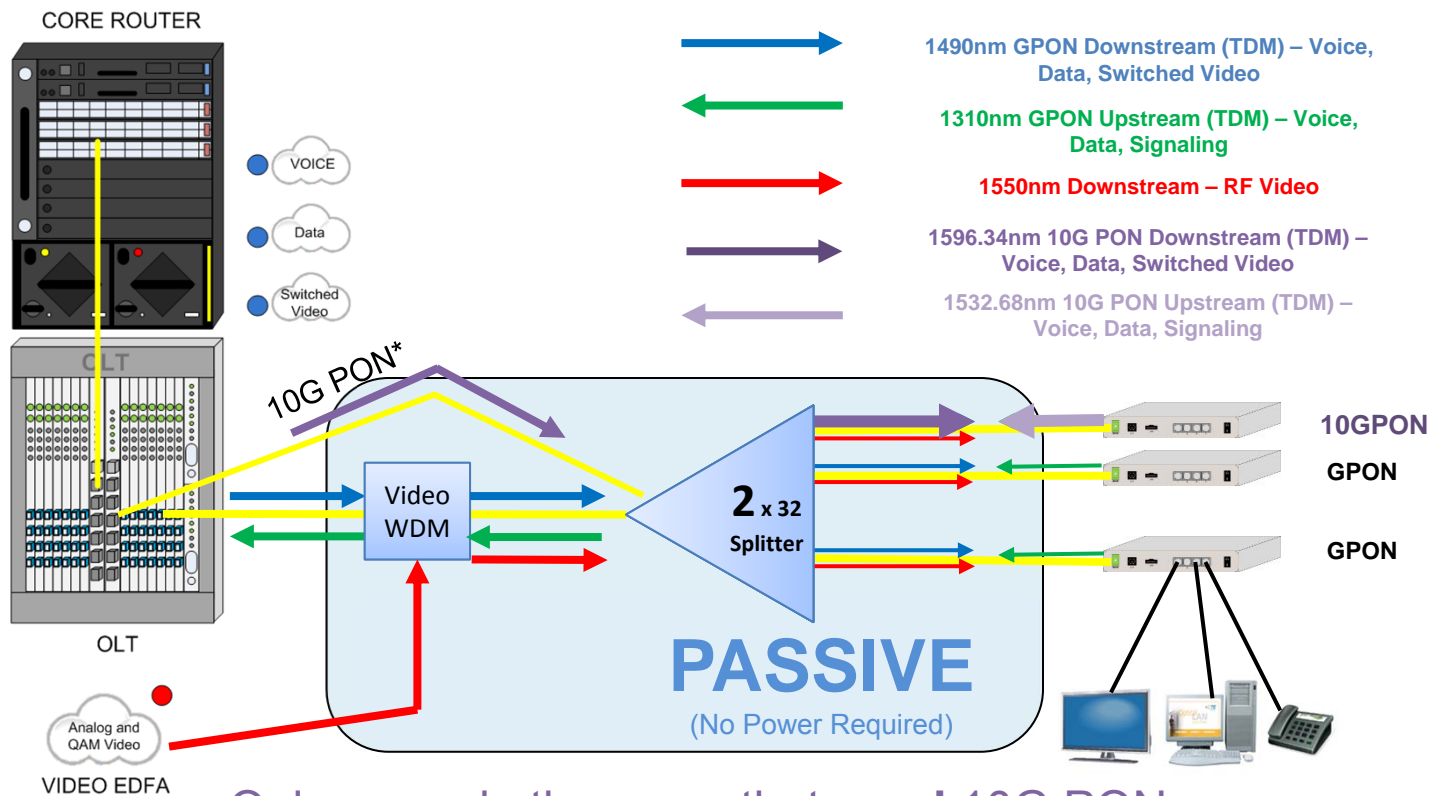 CORE ROUTER
1490nm GPON Downstream (TDM) – Voice,
Data, Switched Video
1310nm GPON Upstream (TDM) – Voice,
Data, Signaling
1550nm Downstream – RF Video
1596.34nm 10G PON Downstream (TDM) –
Voice, Data, Switched Video
1532.68nm 10G PON Upstream (TDM) –
Voice, Data, Signaling
VOICE
Data
Switched
Video
OLT
10G PON*
Video
WDM
2 x 32
Splitter
10GPON
GPON
GPON
PASSIVE
(No Power Required)
OLT
Analog and
QAM Video
VIDEO EDFA
10G PON